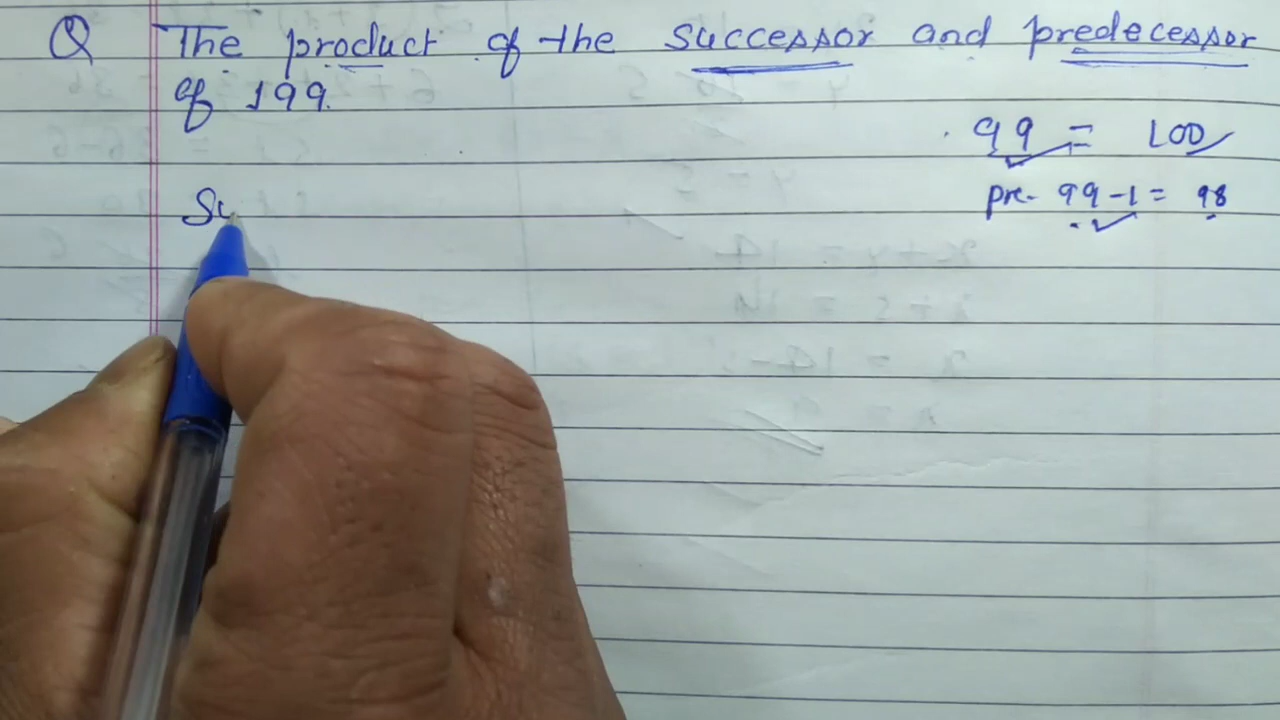 Q The product of the successor and predecessor
of 199.
99 = 100
pre- 99-1 = 98
Su